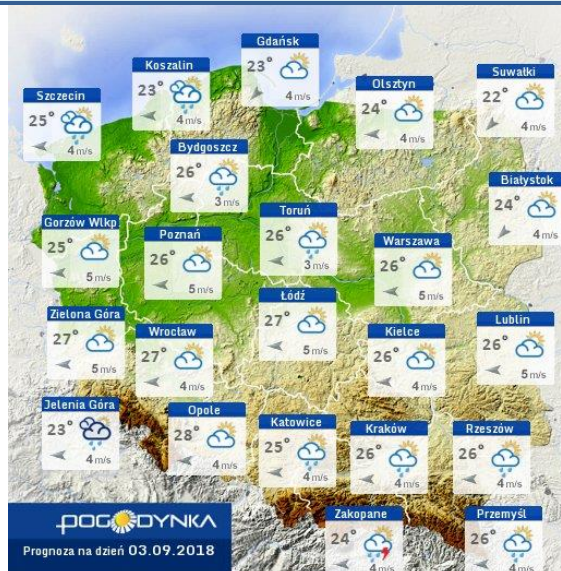 Gdańsk
23°
4 m/s
Koszalin
23°
4 m/s
Olsztyn
24°
4 m/s
Suwałki
22°
4 m/s
Szczecin
25°
4 m/s
Bydgoszcz
26°
3 m/s
Białystok
24°
4 m/s
Gorzów Wlkp
25°
5 m/s
Poznań
26°
5 m/s
Toruń
26°
3 m/s
Warszawa
26°
5 m/s
Zielona Góra
27°
5 m/s
Wrocław
27°
4 m/s
Łódź
27°
5 m/s
Kielce
26°
4 m/s
Lublin
26°
5 m/s
Jelenia Góra
23°
4 m/s
Opole
28°
4 m/s
Katowice
25°
4 m/s
Kraków
26°
4 m/s
Rzeszów
26°
4 m/s
Zakopane
24°
4 m/s
Przemyśl
26°
4 m/s
POGODYNKA
Prognoza na dzień 03.09.2018